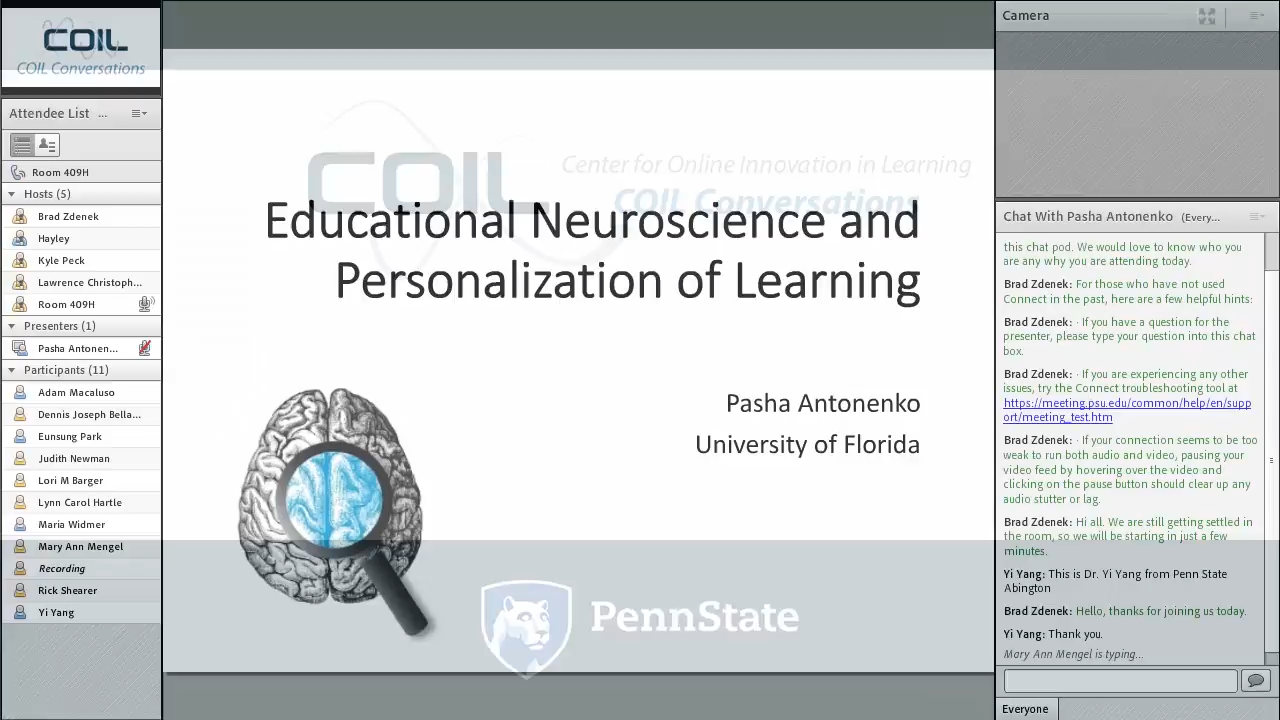 COIL
COIL Conversations
Attendee List ...
Room 409H
Hosts (5)
Brad Zdenek
Hayley
Kyle Peck
Lawrence Christoph...
Room 409H
Presenters (1)
Pasha Antonen...
Participants (11)
Adam Macaluso
Dennis Joseph Bella...
Eunsung Park
Judith Newman
Lori M Barger
Lynn Carol Hartle
Maria Widmer
Mary Ann Mengel
Recording
Rick Shearer
Yi Yang
COIL
Center for Online Innovation in Learning
COIL Conversations
Educational Neuroscience and
Personalization of Learning
Pasha Antonenko
University of Florida
PennState
Camera
Chat With Pasha Antonenko (Every...
this chat pod. We would love to know who you
are any why you are attending today.
Brad Zdenek: For those who have not used
Connect in the past, here are a few helpful hints:
Brad Zdenek: · If you have a question for the
presenter, please type your question into this chat
box.
Brad Zdenek: · If you are experiencing any other
issues, try the Connect troubleshooting tool at
https://meeting.psu.edu/common/help/en/supp
ort/meeting_test.htm
Brad Zdenek: · If your connection seems to be too
weak to run both audio and video, pausing your
video feed by hovering over the video and
clicking on the pause button should clear up any
audio stutter or lag.
Brad Zdenek: Hi all. We are still getting settled in
the room, so we will be starting in just a few
minutes.
Yi Yang: This is Dr. Yi Yang from Penn State
Abington
Brad Zdenek: Hello, thanks for joining us today.
Yi Yang: Thank you.
Mary Ann Mengel is typing...
Everyone